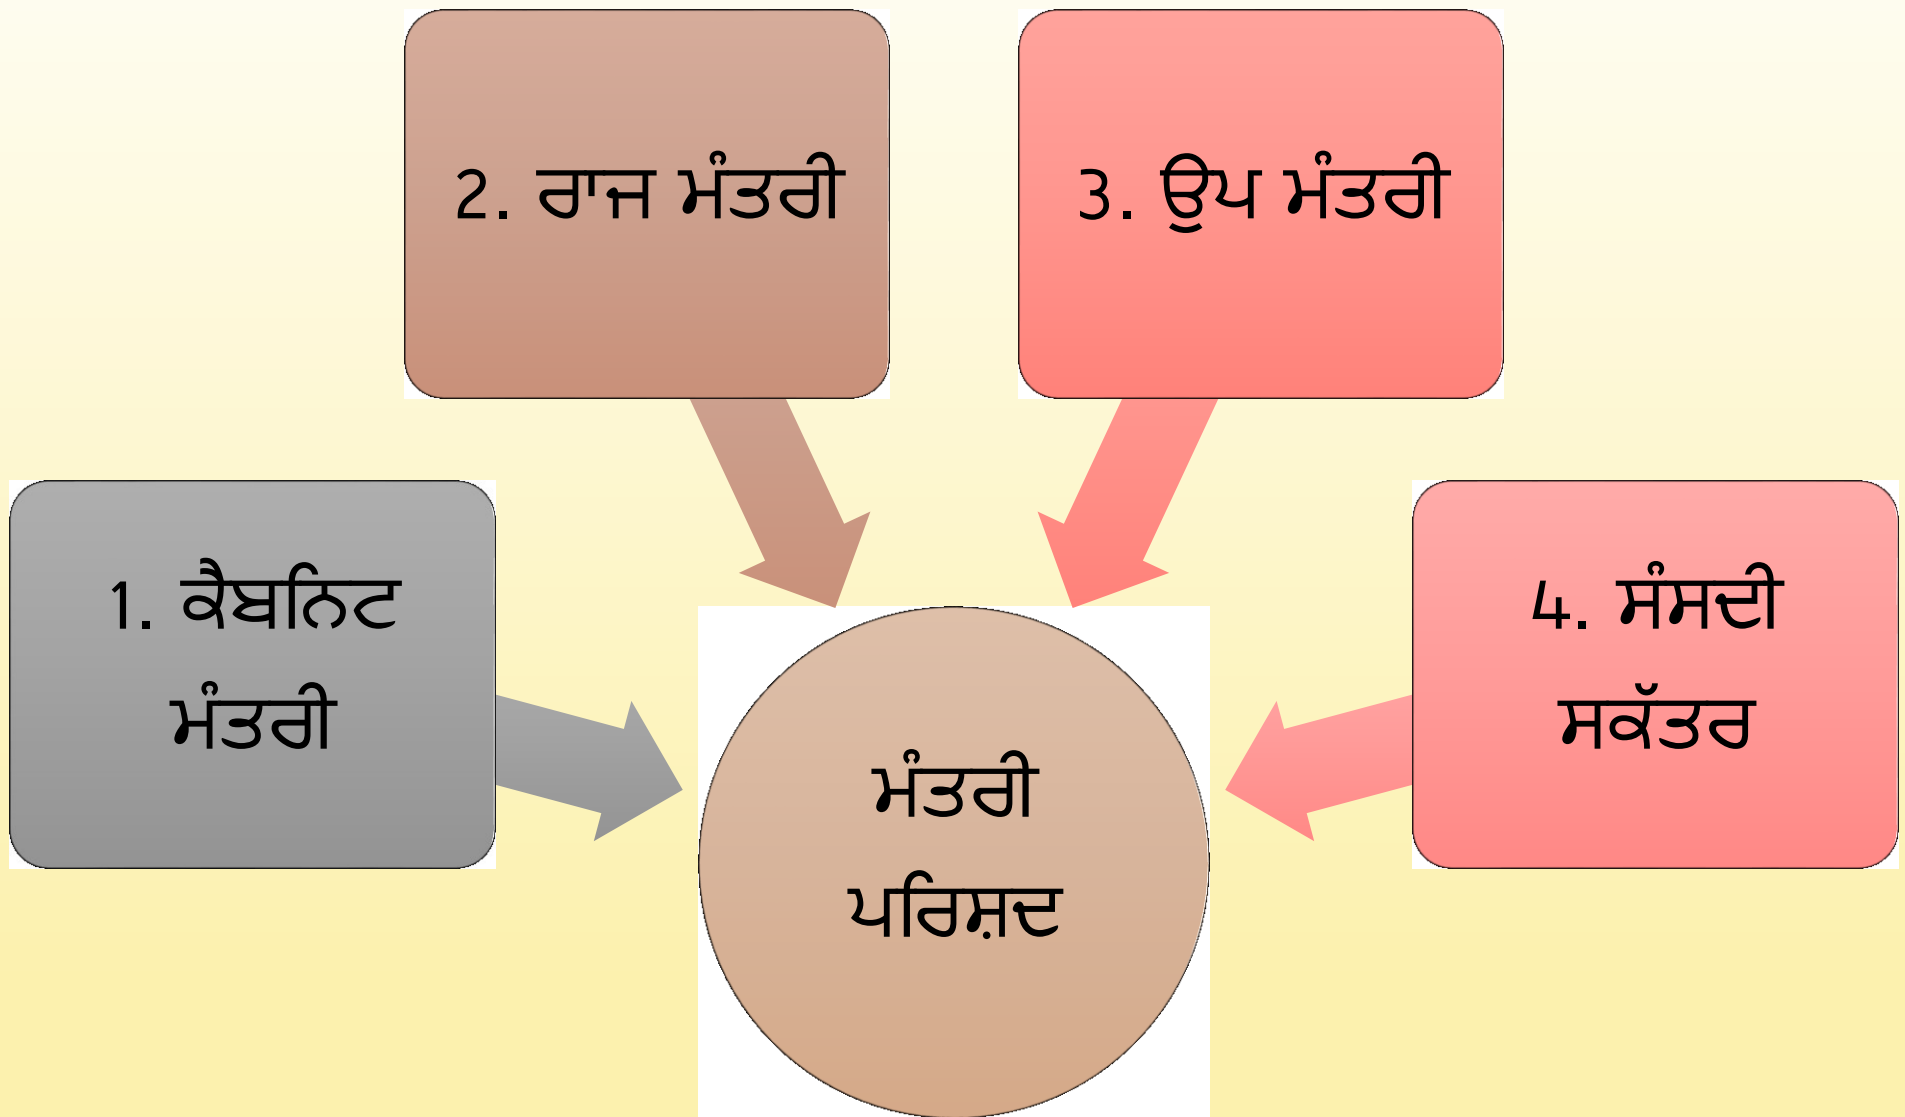 1. ਕੈਬਨਿਟ
ਮੰਤਰੀ
2. ਰਾਜ ਮੰਤਰੀ
3. ਉਪ ਮੰਤਰੀ
4. ਸੰਸਦੀ
ਸਕੱਤਰ
ਮੰਤਰੀ
ਪਰਿਸ਼ਦ